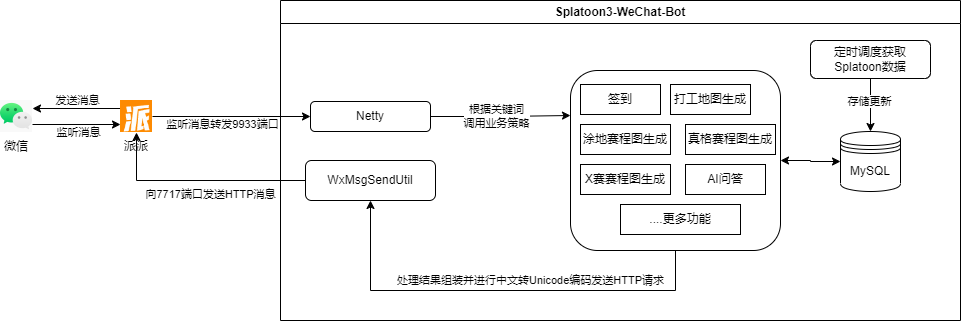 Splatoon3-WeChat-Bot
定时调度获取
Splatoon数据
发送消息
签到
打工地图生成
存储更新
派
监听消息转发9933端口
Netty
根据关键词
调用业务策略
监听消息
涂地赛程图生成
真格赛程图生成
微信
派派
MySQL
WxMsgSendUtil
X赛赛程图生成
AI问答
向7717端口发送HTTP消息
....更多功能
处理结果组装并进行中文转Unicode编码发送HTTP请求